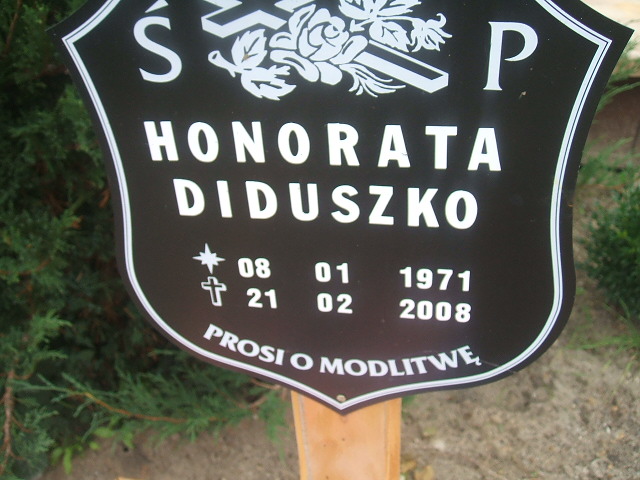 Ś P
HONORATA
DIDUSZKO
08 01 1971
21 02 2008
PROSI O MODLITWĘ